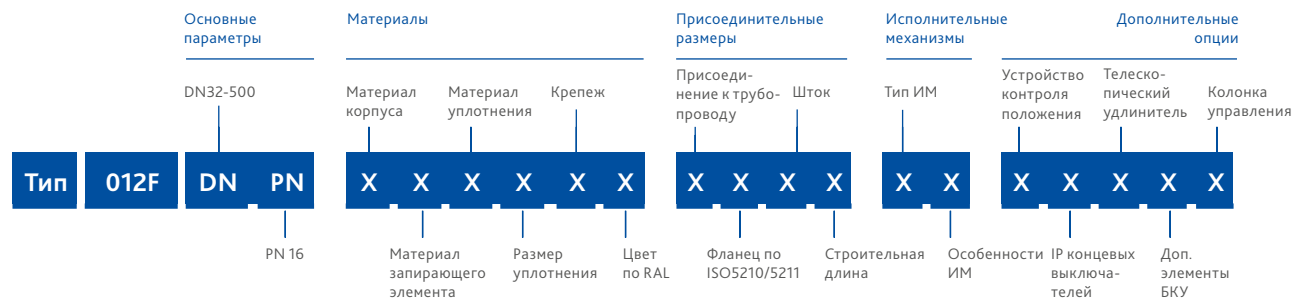 Основные
параметры
Материалы
Присоединительные
размеры
Исполнительные
механизмы
Дополнительные
опции
DN32-500
Материал
корпуса
Материал
уплотнения
Крепеж
Присоеди-
нение к трубо-
проводу
Шток
Тип ИМ
Устройство
контроля
положения
Телеско-
пический
удлинитель
Колонка
управления
Тип 012F DN PN X X X X X X X X X X X X X X X X X
PN 16
Материал
запирающего
элемента
Размер
уплотнения
Цвет
по RAL
Фланец по
ISO5210/5211
Строительная
длина
Особенности
ИМ
IP концевых
выключа-
телей
Доп.
элементы
БКУ